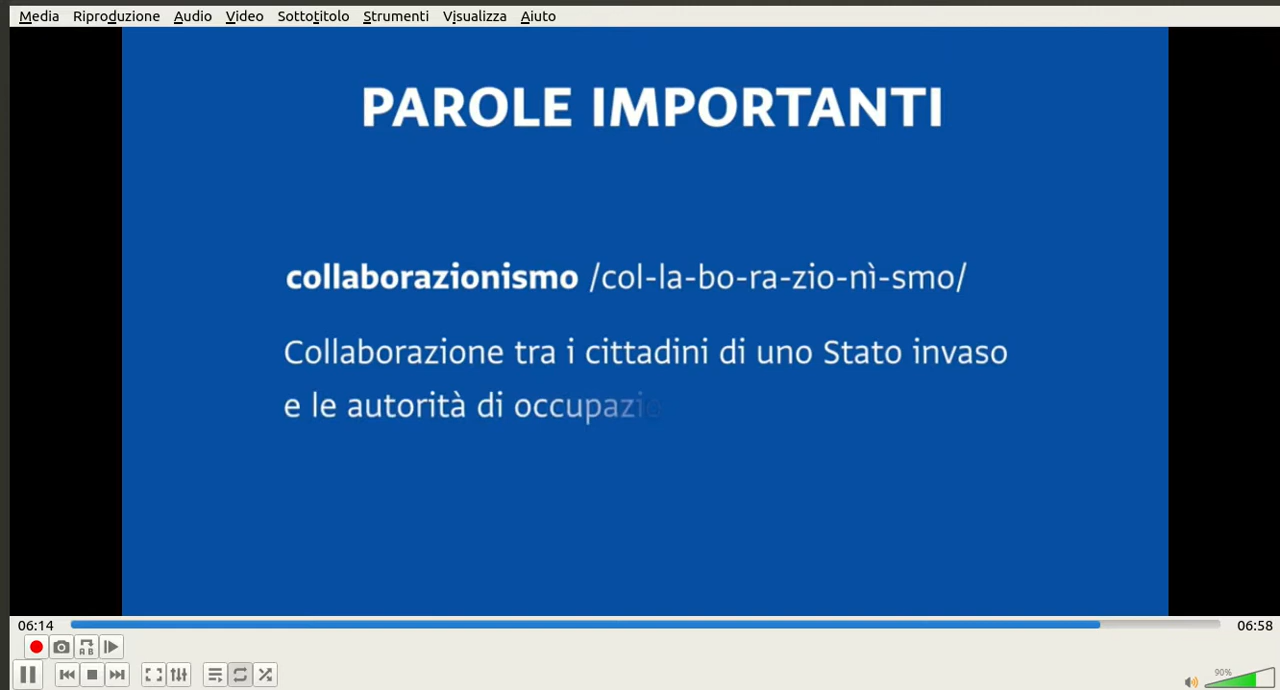 Media Riproduzione Audio Video Sottotitolo Strumenti Visualizza Aiuto
PAROLE IMPORTANTI
collaborazionismo /col-la-bo-ra-zio-nì-smo/
Collaborazione tra i cittadini di uno Stato invaso
e le autorità di occupazio
06:14 06:58
A B
90%